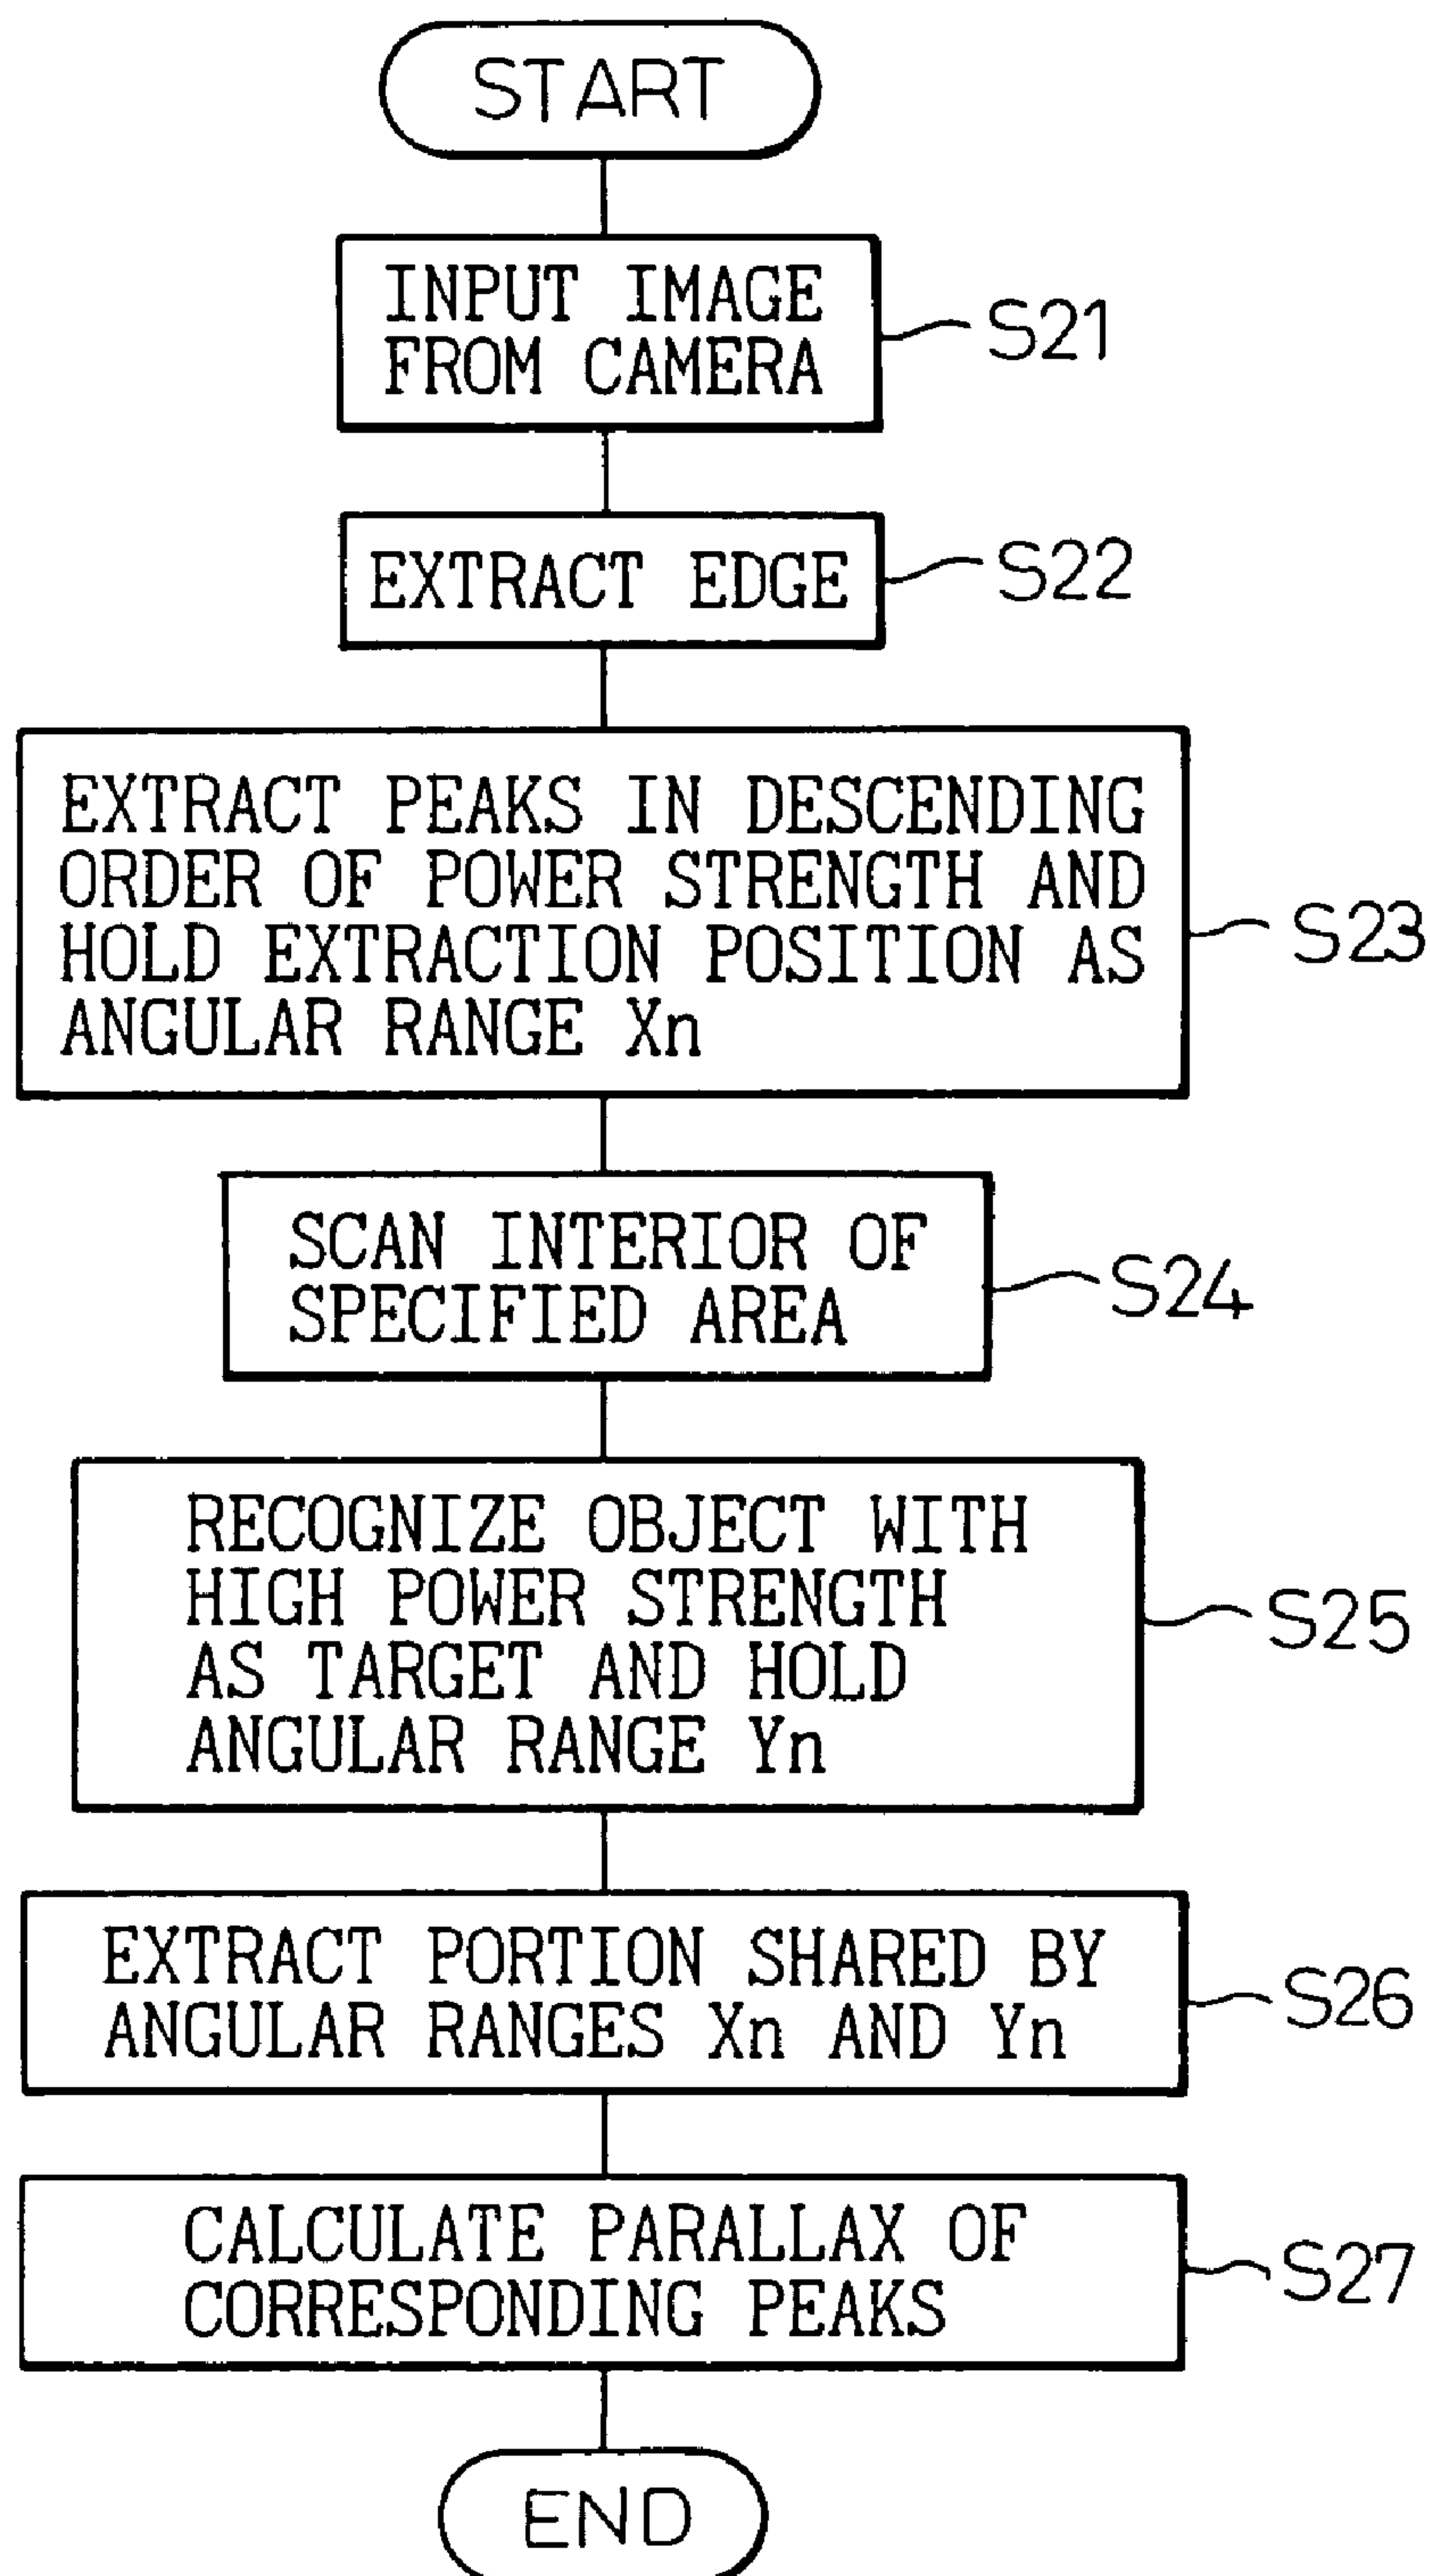 START
INPUT IMAGE
FROM CAMERA
S21
EXTRACT EDGE
S22
EXTRACT PEAKS IN DESCENDING
ORDER OF POWER STRENGTH AND
HOLD EXTRACTION POSITION AS
ANGULAR RANGE Xn
S23
SCAN INTERIOR OF
SPECIFIED AREA
S24
RECOGNIZE OBJECT WITH
HIGH POWER STRENGTH
AS TARGET AND HOLD
ANGULAR RANGE Yn
S25
EXTRACT PORTION SHARED BY
ANGULAR RANGES Xn AND Yn
S26
CALCULATE PARALLAX OF
CORRESPONDING PEAKS
S27
END